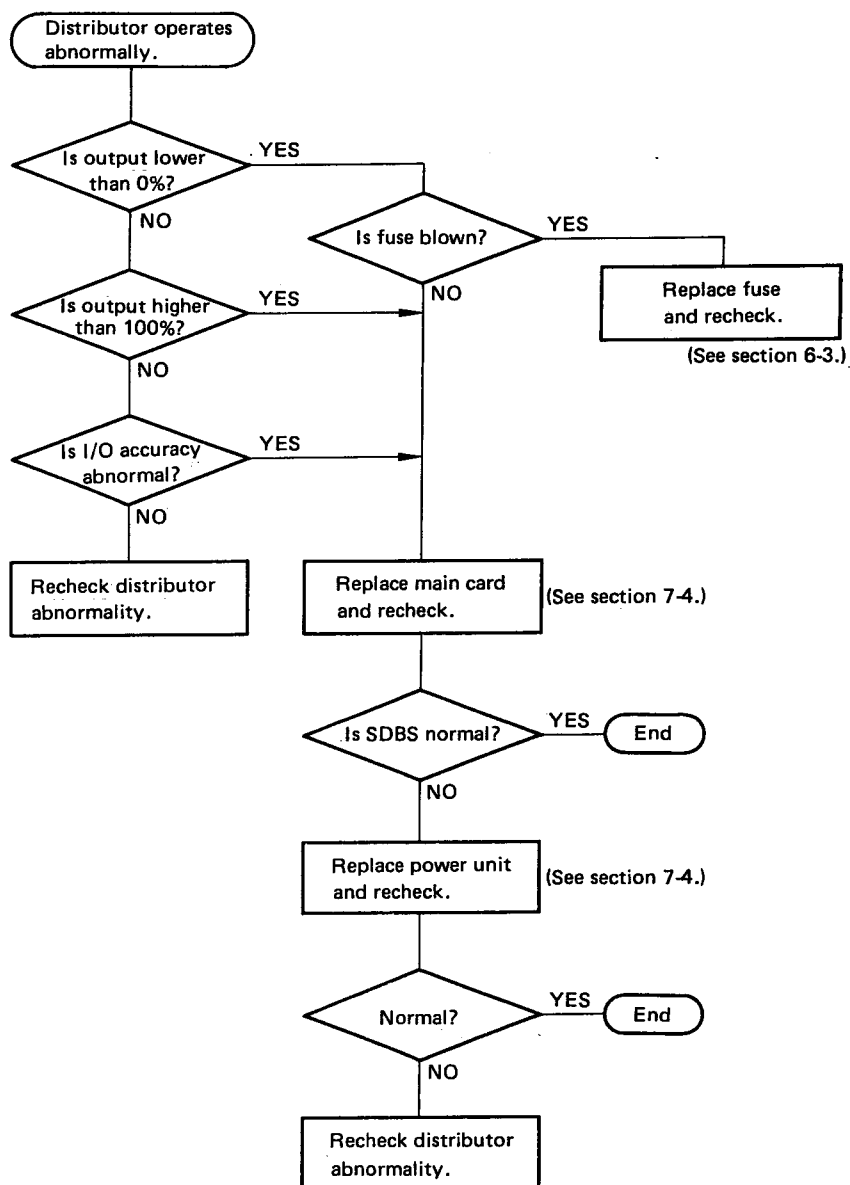 Distributor operates
abnormally.
Is output lower
than 0%?
YES
NO
Is fuse blown?
YES
NO
Replace fuse
and recheck.
(See section 6-3.)
Is output higher
than 100%?
YES
NO
Is I/O accuracy
abnormal?
YES
NO
Recheck distributor
abnormality.
Replace main card
and recheck.
(See section 7-4.)
Is SDBS normal?
YES
End
NO
Replace power unit
and recheck.
(See section 7-4.)
Normal?
YES
End
NO
Recheck distributor
abnormality.